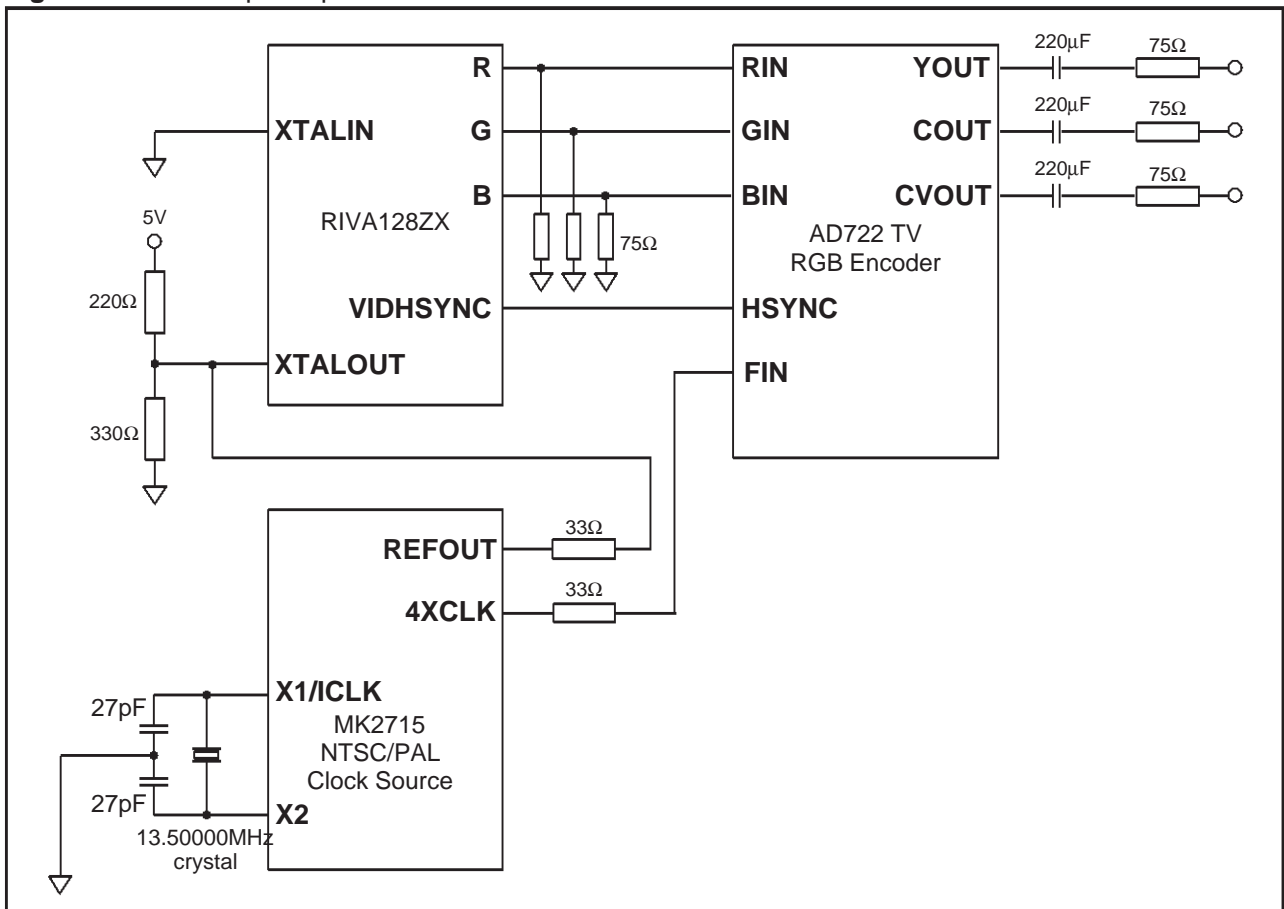 R
XTALIN
G
B
RIVA128ZX
VIDHSYNC
XTALOUT
5V
220Ω
330Ω
75Ω
RIN
YOUT
GIN
COUT
BIN
CVOUT
AD722 TV
RGB Encoder
HSYNC
FIN
220µF
75Ω
220µF
75Ω
220µF
75Ω
REFOUT
33Ω
4XCLK
33Ω
X1/ICLK
MK2715
NTSC/PAL
Clock Source
X2
27pF
27pF
13.50000MHz
crystal